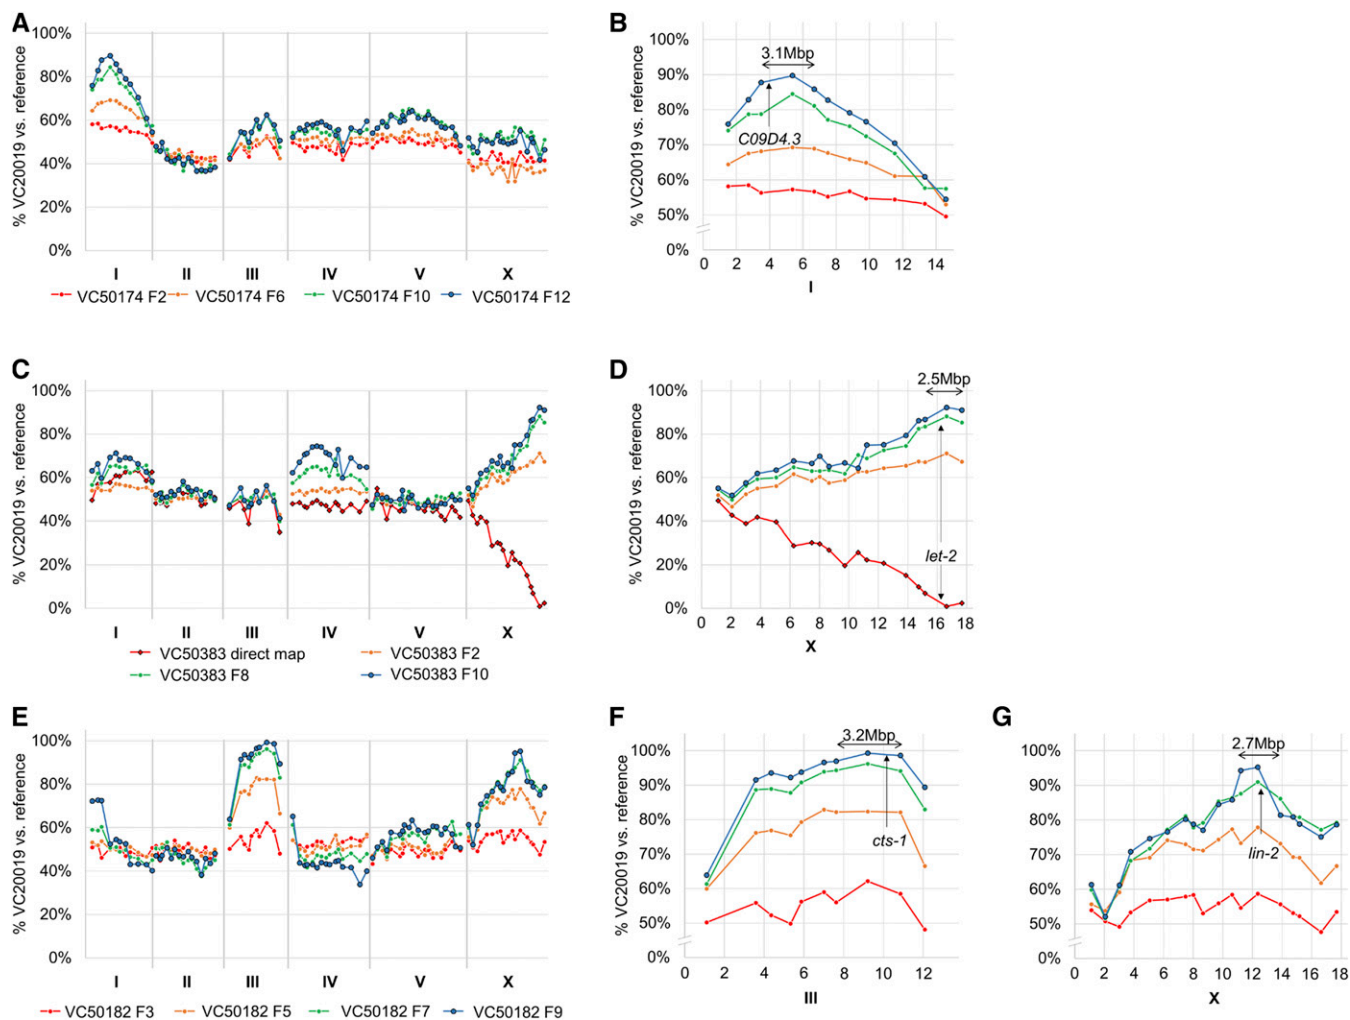 A
% VC20019 vs. reference
100%
80%
60%
40%
20%
0%
I II III IV V X
VC50174 F2 VC50174 F6 VC50174 F10 VC50174 F12
B
% VC20019 vs. reference
100%
90%
80%
70%
60%
50%
0%
3.1Mbp
C09D4.3
0 2 4 6 8 10 12 14
I
C
% VC20019 vs. reference
100%
80%
60%
40%
20%
0%
I II III IV V X
VC50383 direct map VC50383 F2
VC50383 F8 VC50383 F10
D
% VC20019 vs. reference
100%
80%
60%
40%
20%
0%
2.5Mbp
let-2
0 2 4 6 8 10 12 14 16 18
X
E
% VC20019 vs. reference
100%
80%
60%
40%
20%
0%
I II III IV V X
VC50182 F3 VC50182 F5 VC50182 F7 VC50182 F9
F
% VC20019 vs. reference
100%
90%
80%
70%
60%
50%
0%
3.2Mbp
cts-1
0 2 4 6 8 10 12
III
G
100%
90%
80%
70%
60%
50%
0%
2.7Mbp
lin-2
0 2 4 6 8 10 12 14 16 18
X